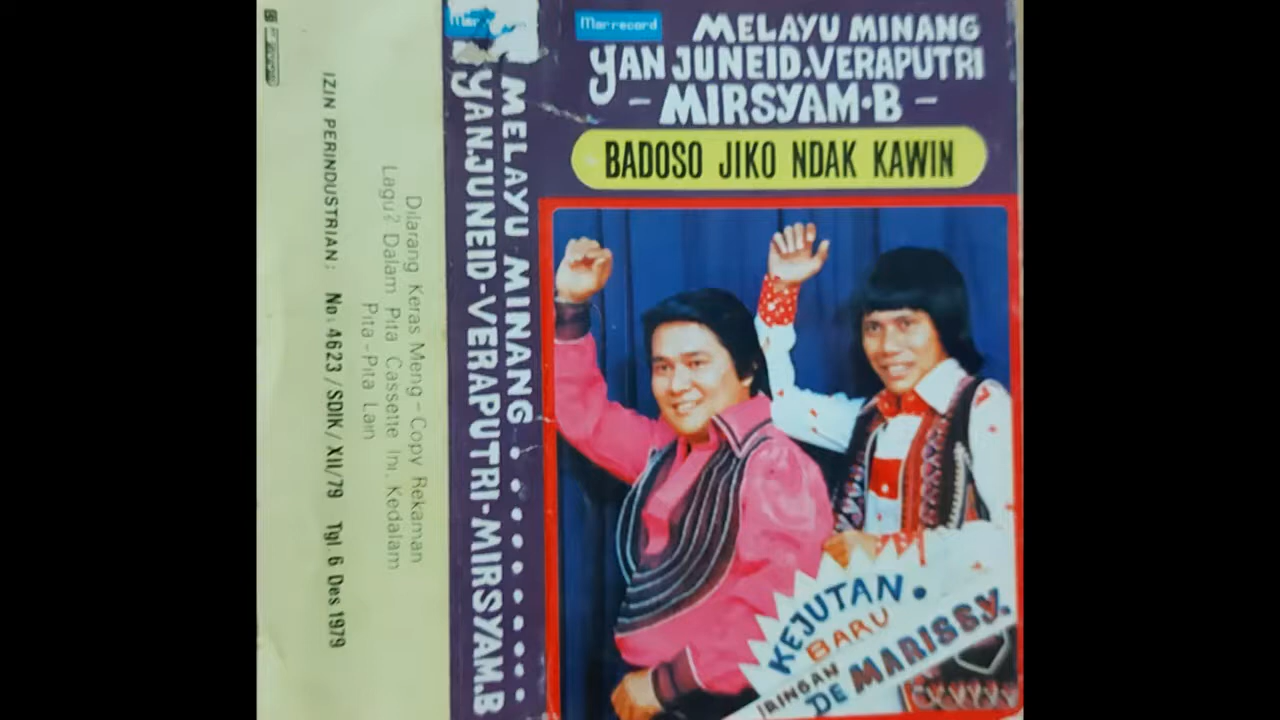 IZIN PERINDUSTRIAN: No: 4623/SDIK/XII/79 Tgl. 6 Des 1979
Dilarang Keras Meng-Copy Rekaman
Lagu² Dalam Pita Cassette Ini, Kedalam
Pita-Pita Lain
MELAYU MINANG........
YAN.JUNEID-VERAPUTRI-MIRSYAM.B
Marrecord
MELAYU MINANG
YAN JUNEID.VERAPUTRI
- MIRSYAM•B -
BADOSO JIKO NDAK KAWIN
KEJUTAN.
BARU
IRINGAN
DE MARISSY.